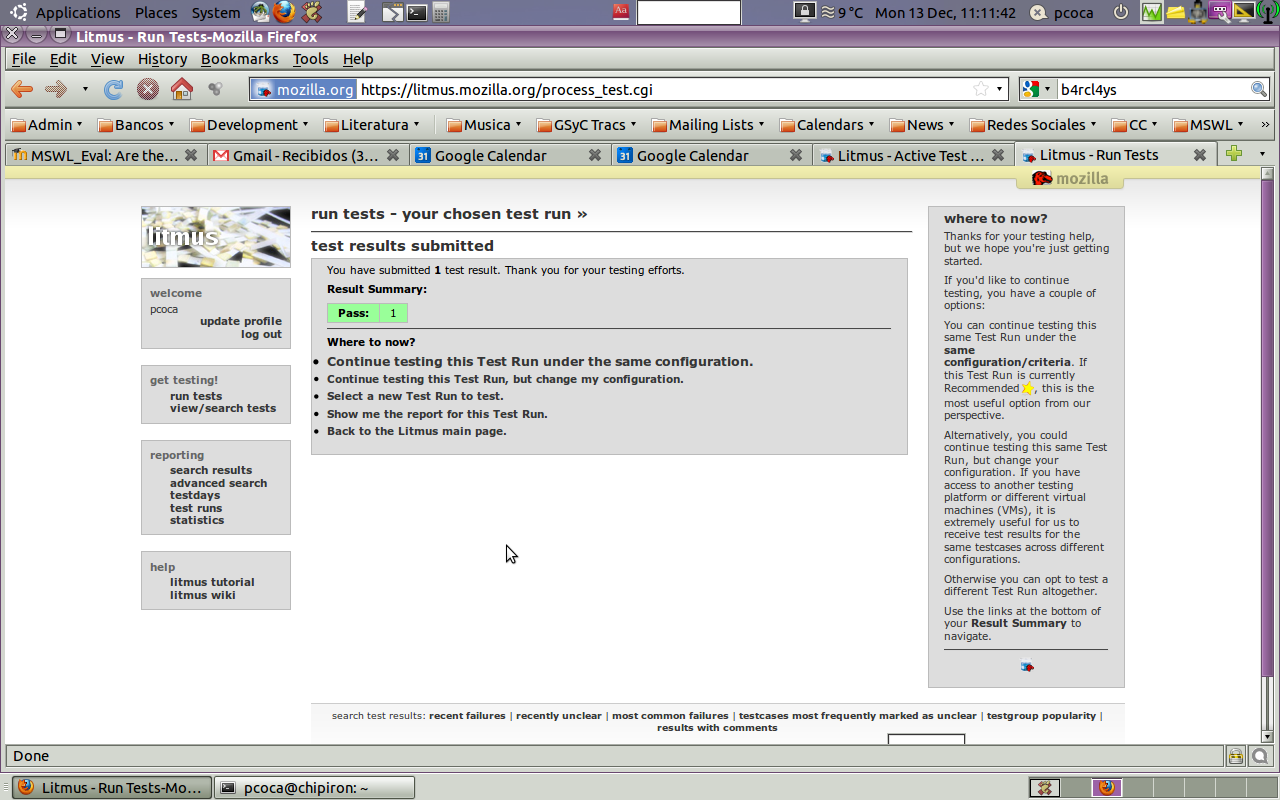 Applications Places System Aa 9 °C Mon 13 Dec, 11:11:42 pcoca
Litmus - Run Tests-Mozilla Firefox
File Edit View History Bookmarks Tools Help
mozilla.org https://litmus.mozilla.org/process_test.cgi b4rcl4ys
Admin Bancos Development Literatura Musica GSyC Tracs Mailing Lists Calendars News Redes Sociales CC MSWL »
MSWL_Eval: Are the... Gmail - Recibidos (3... 31 Google Calendar 31 Google Calendar Litmus - Active Test ... Litmus - Run Tests
mozilla
litmus
welcome
pcoca
update profile
log out
get testing!
run tests
view/search tests
reporting
search results
advanced search
testdays
test runs
statistics
help
litmus tutorial
litmus wiki
run tests - your chosen test run »
test results submitted
You have submitted 1 test result. Thank you for your testing efforts.
Result Summary:
Pass: 1
Where to now?
• Continue testing this Test Run under the same configuration.
• Continue testing this Test Run, but change my configuration.
• Select a new Test Run to test.
• Show me the report for this Test Run.
• Back to the Litmus main page.
where to now?
Thanks for your testing help,
but we hope you're just getting
started.
If you'd like to continue
testing, you have a couple of
options:
You can continue testing this
same Test Run under the
same
configuration/criteria. If
this Test Run is currently
Recommended , this is the
most useful option from our
perspective.
Alternatively, you could
continue testing this same Test
Run, but change your
configuration. If you have
access to another testing
platform or different virtual
machines (VMs), it is
extremely useful for us to
receive test results for the
same testcases across different
configurations.
Otherwise you can opt to test a
different Test Run altogether.
Use the links at the bottom of
your Result Summary to
navigate.
search test results: recent failures | recently unclear | most common failures | testcases most frequently marked as unclear | testgroup popularity |
results with comments
Done
Litmus - Run Tests-Mo... pcoca@chipiron: ~